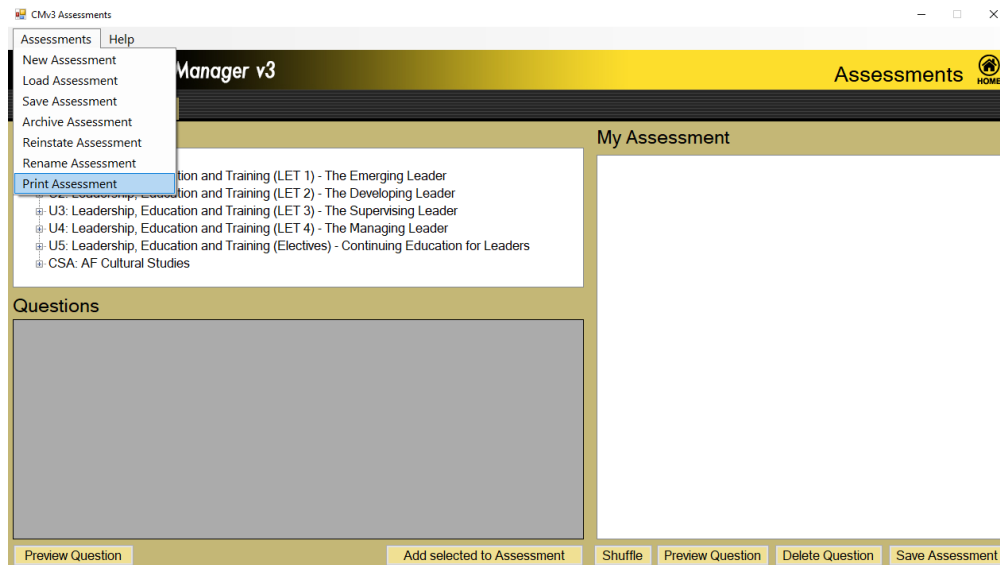 CMv3 Assessments
Assessments Help
New Assessment
Load Assessment
Save Assessment
Archive Assessment
Reinstate Assessment
Rename Assessment
Print Assessment
Manager v3
Assessments
HOME
tion and Training (LET 1) - The Emerging Leader
U2: Leadership, Education and Training (LET 2) - The Developing Leader
U3: Leadership, Education and Training (LET 3) - The Supervising Leader
U4: Leadership, Education and Training (LET 4) - The Managing Leader
U5: Leadership, Education and Training (Electives) - Continuing Education for Leaders
CSA: AF Cultural Studies
My Assessment
Questions
Preview Question
Add selected to Assessment
Shuffle
Preview Question
Delete Question
Save Assessment